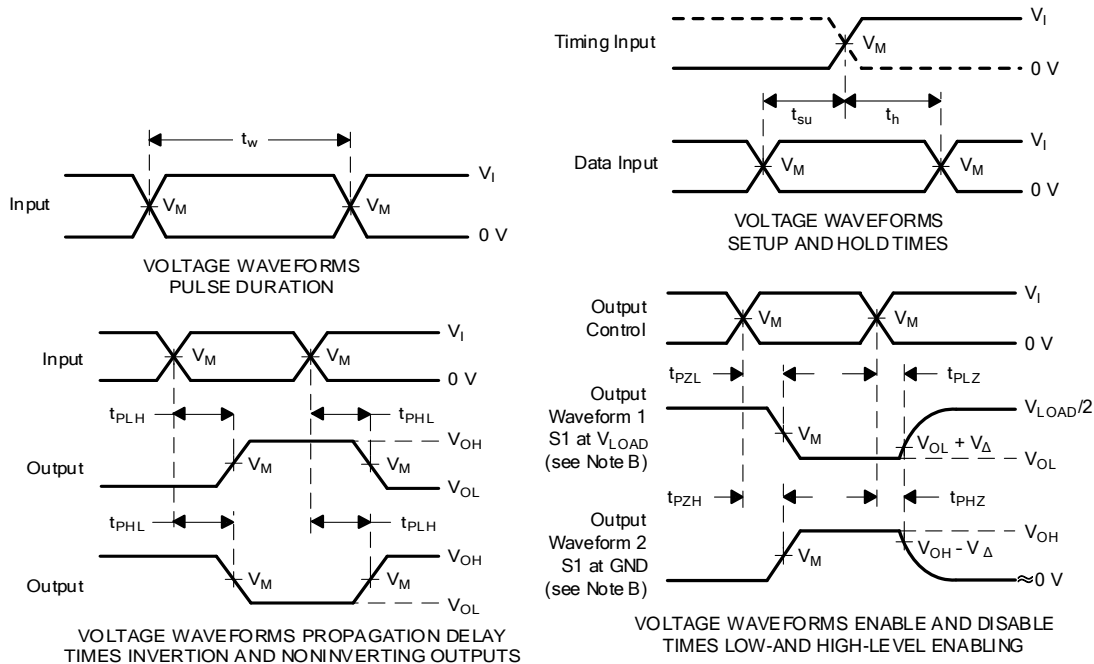 t_w
V_I
Input
V_M
V_M
0 V
VOLTAGE WAVEFORMS
PULSE DURATION
V_I
Timing Input
V_M
0 V
t_su
t_h
V_I
Data Input
V_M
V_M
0 V
VOLTAGE WAVEFORMS
SETUP AND HOLD TIMES
V_I
Input
V_M
V_M
0 V
t_PLH
t_PHL
V_OH
Output
V_M
V_M
V_OL
t_PHL
t_PLH
V_OH
Output
V_M
V_M
V_OL
VOLTAGE WAVEFORMS PROPAGATION DELAY
TIMES INVERTION AND NONINVERTING OUTPUTS
V_I
Output
Control
V_M
V_M
0 V
t_PZL
t_PLZ
Output
Waveform 1
S1 at V_LOAD
(see Note B)
V_LOAD/2
V_M
V_OL + V_Δ
V_OL
t_PZH
t_PHZ
Output
Waveform 2
S1 at GND
(see Note B)
V_OH
V_M
V_OH - V_Δ
≈0 V
VOLTAGE WAVEFORMS ENABLE AND DISABLE
TIMES LOW-AND HIGH-LEVEL ENABLING